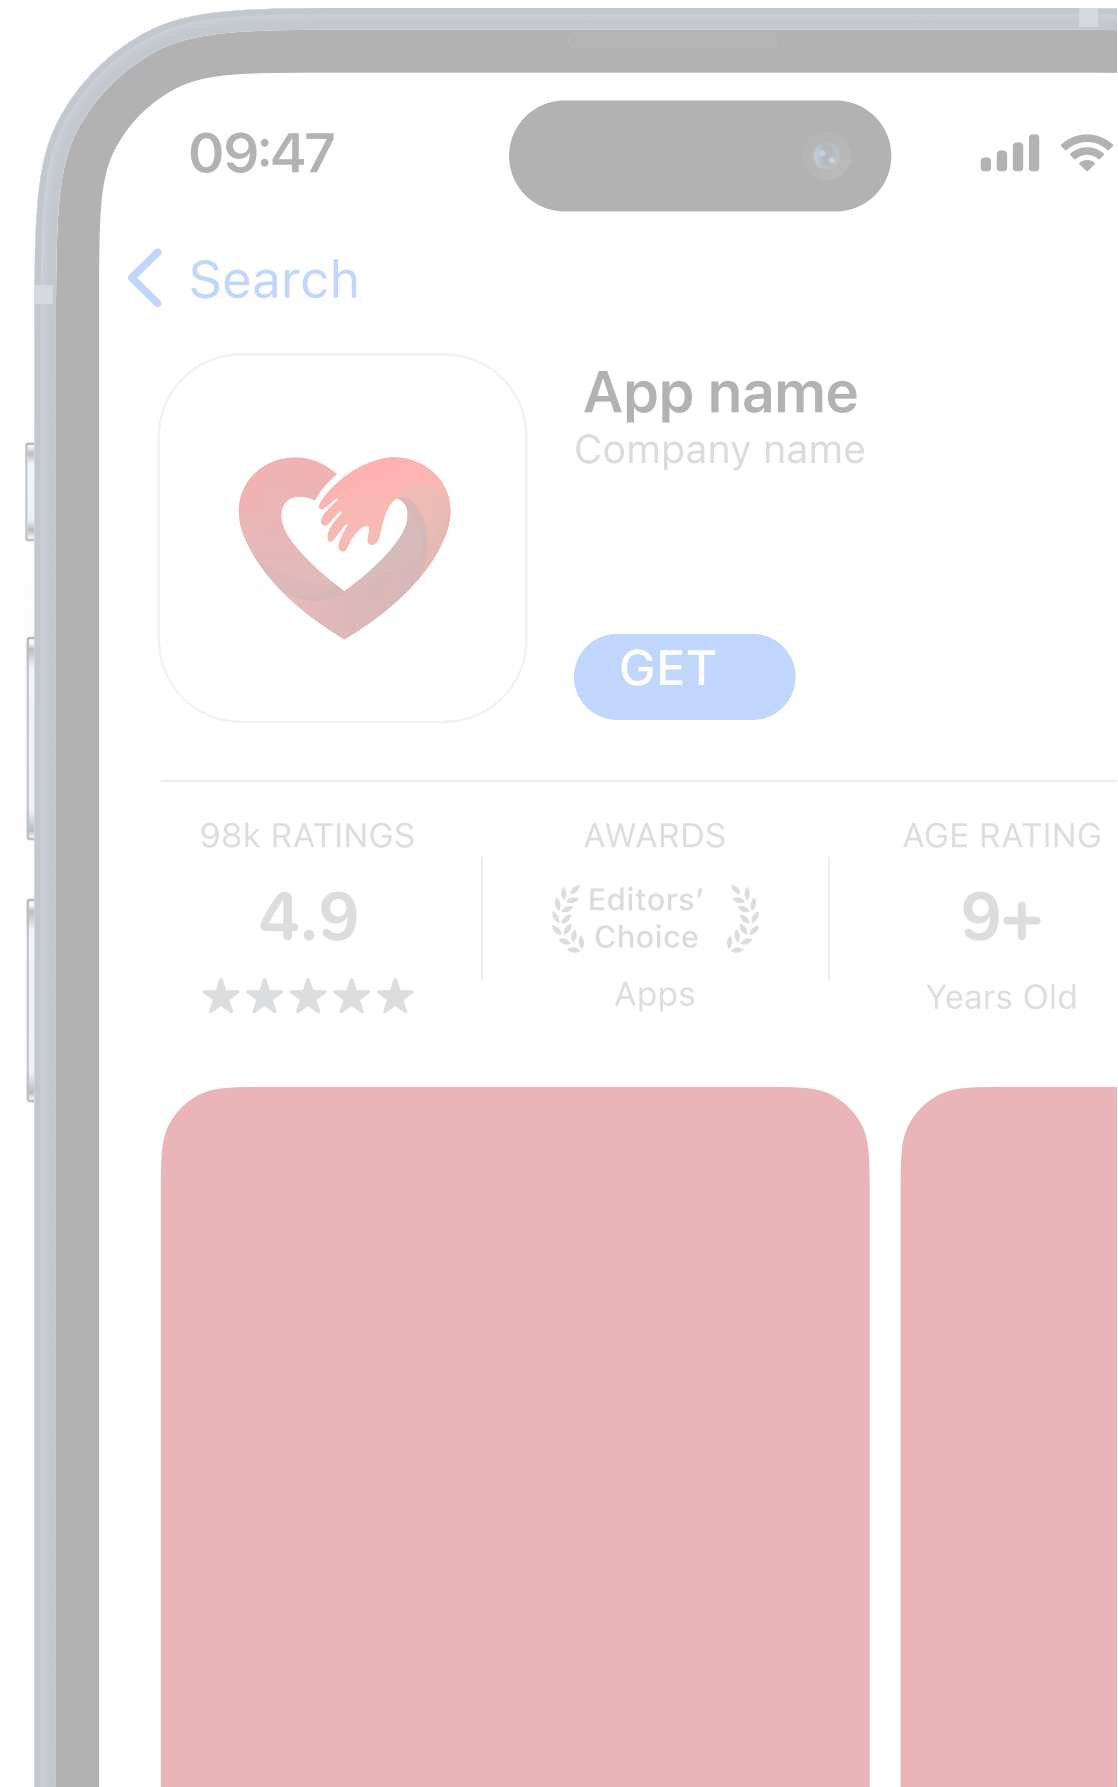 09:47
Search
App name
Company name
GET
98k RATINGS
4.9
AWARDS
Editors’
Choice
Apps
AGE RATING
9+
Years Old